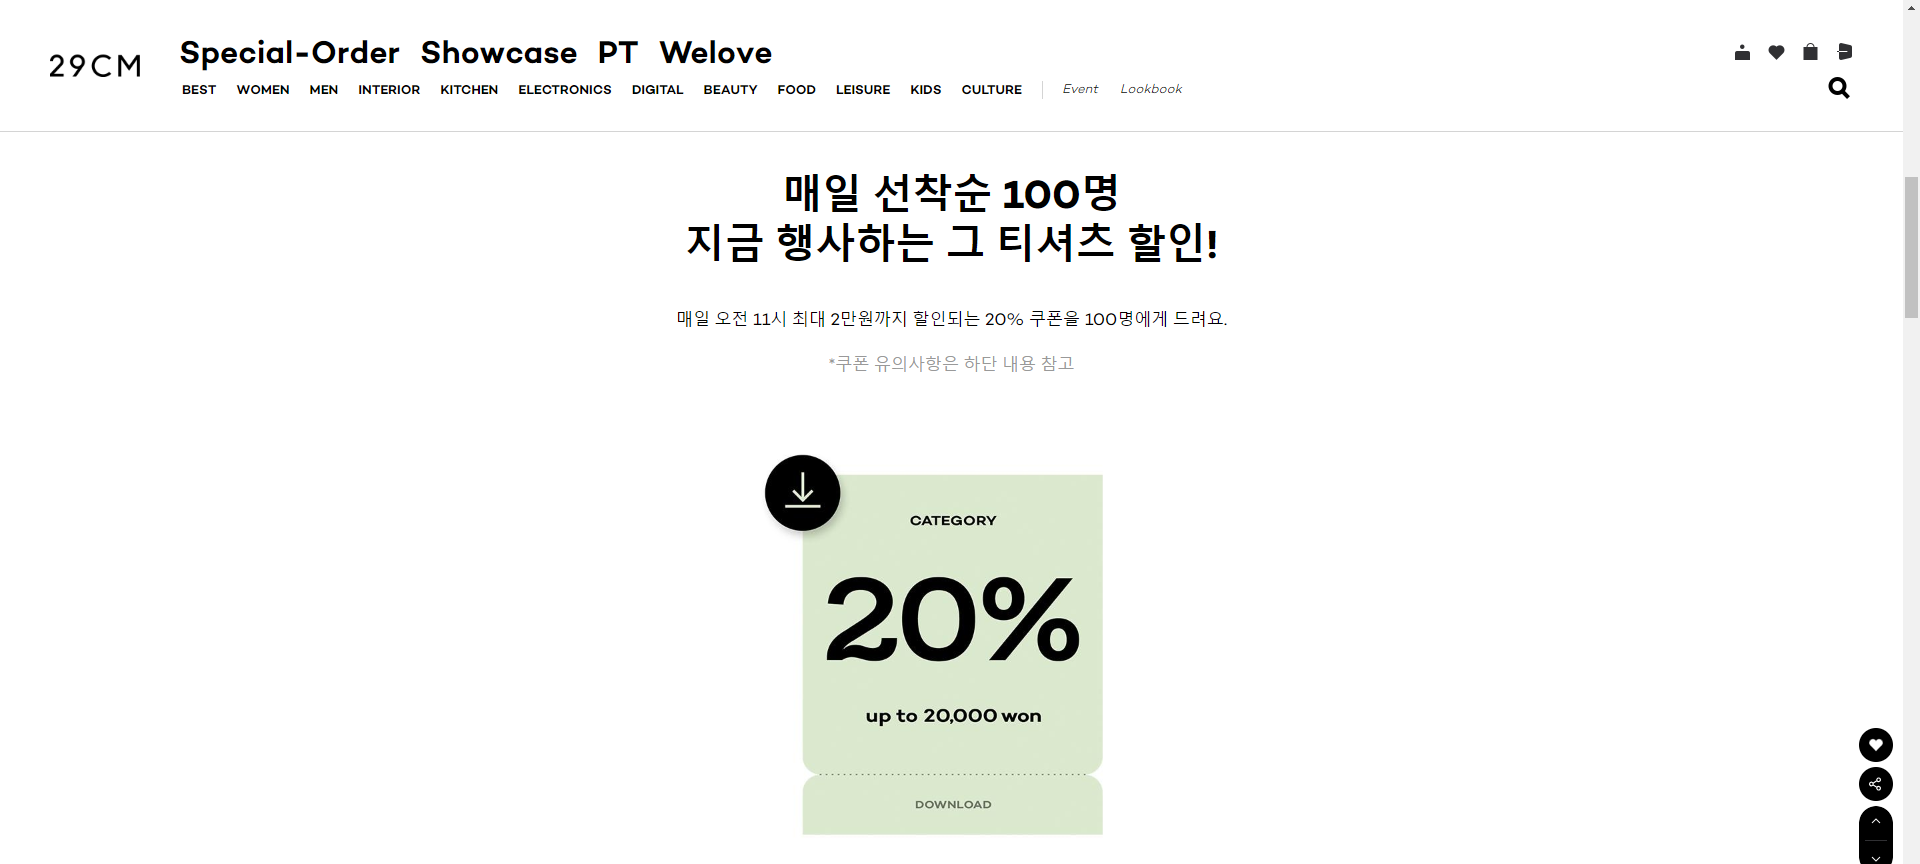 29CM
Special-Order Showcase PT Welove
BEST WOMEN MEN INTERIOR KITCHEN ELECTRONICS DIGITAL BEAUTY FOOD LEISURE KIDS CULTURE Event Lookbook
매일 선착순 100명
지금 행사하는 그 티셔츠 할인!
매일 오전 11시 최대 2만원까지 할인되는 20% 쿠폰을 100명에게 드려요.
*쿠폰 유의사항은 하단 내용 참고
CATEGORY
20%
up to 20,000 won
DOWNLOAD